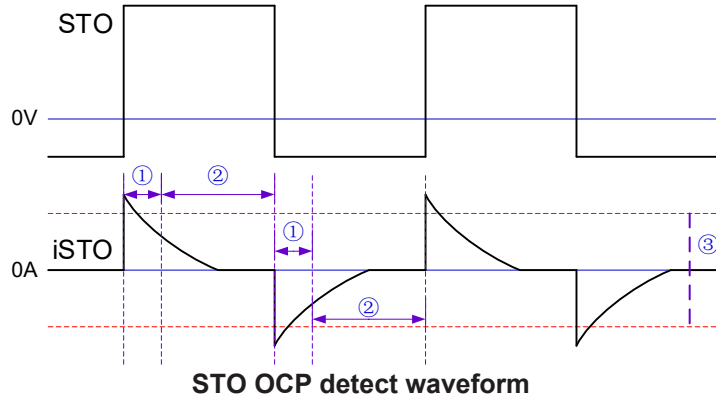 STO
0V
① ②
①
iSTO
③
0A
②
STO OCP detect waveform